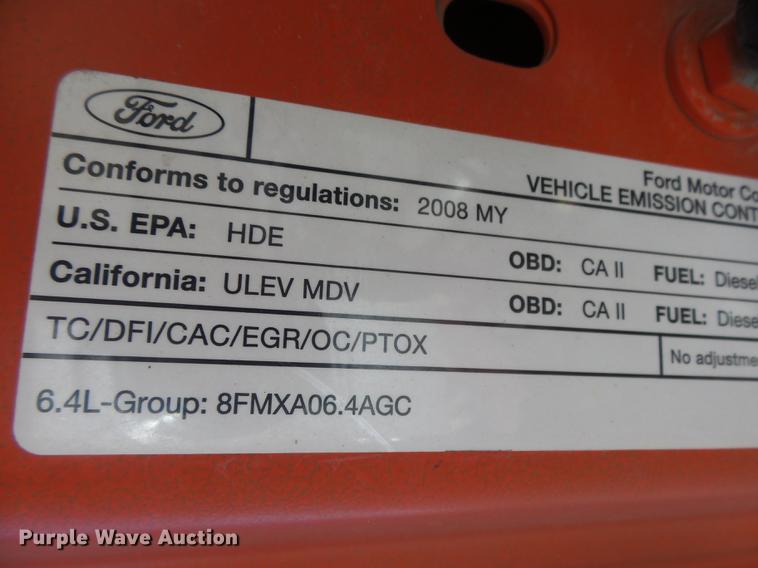 Ford
Ford Motor Co
VEHICLE EMISSION CONT
Conforms to regulations: 2008 MY
U.S. EPA: HDE OBD: CA II FUEL: Diesel
California: ULEV MDV OBD: CA II FUEL: Diese
TC/DFI/CAC/EGR/OC/PTOX No adjustme
6.4L-Group: 8FMXA06.4AGC
Purple Wave Auction